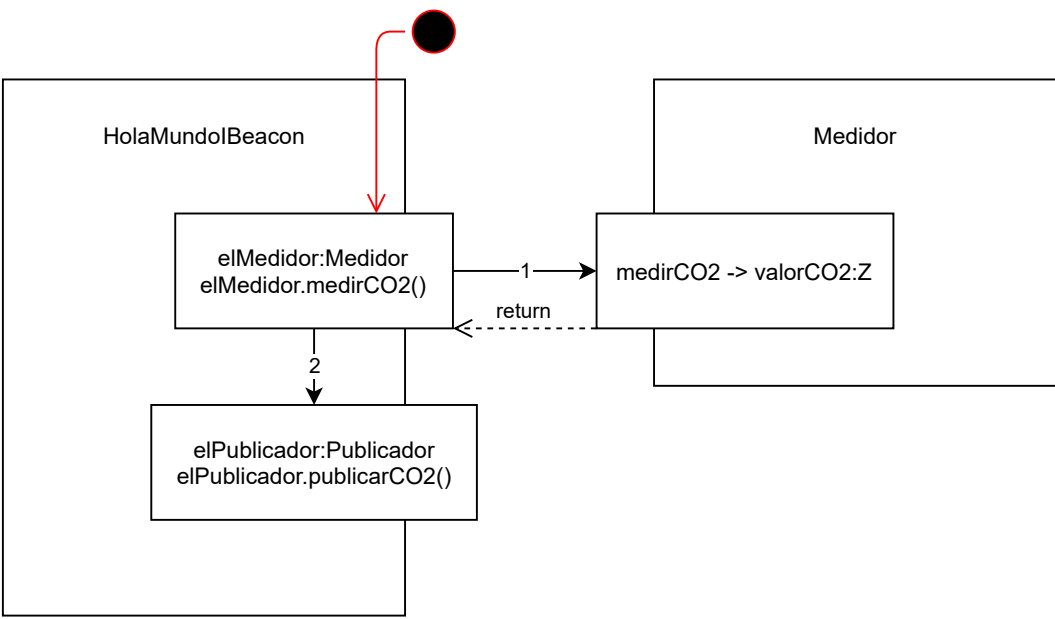 HolaMundoIBeacon
Medidor
elMedidor:Medidor
elMedidor.medirCO2()
1
medirCO2 -> valorCO2:Z
return
2
elPublicador:Publicador
elPublicador.publicarCO2()